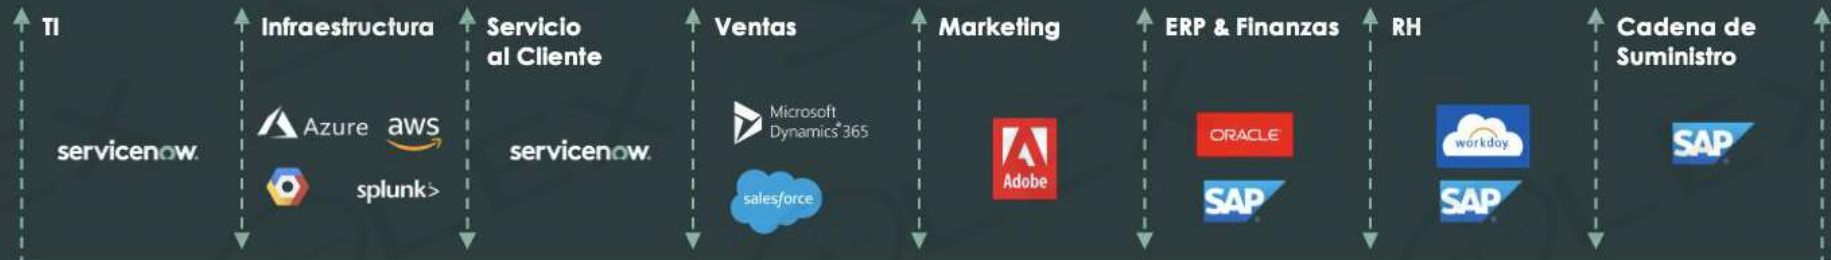 TI
servicenow.
Infraestructura
Azure
aws
splunk>
Servicio
al Cliente
servicenow.
Ventas
Microsoft
Dynamics 365
salesforce
Marketing
Adobe
ERP & Finanzas
ORACLE
SAP
RH
workday.
SAP
Cadena de
Suministro
SAP